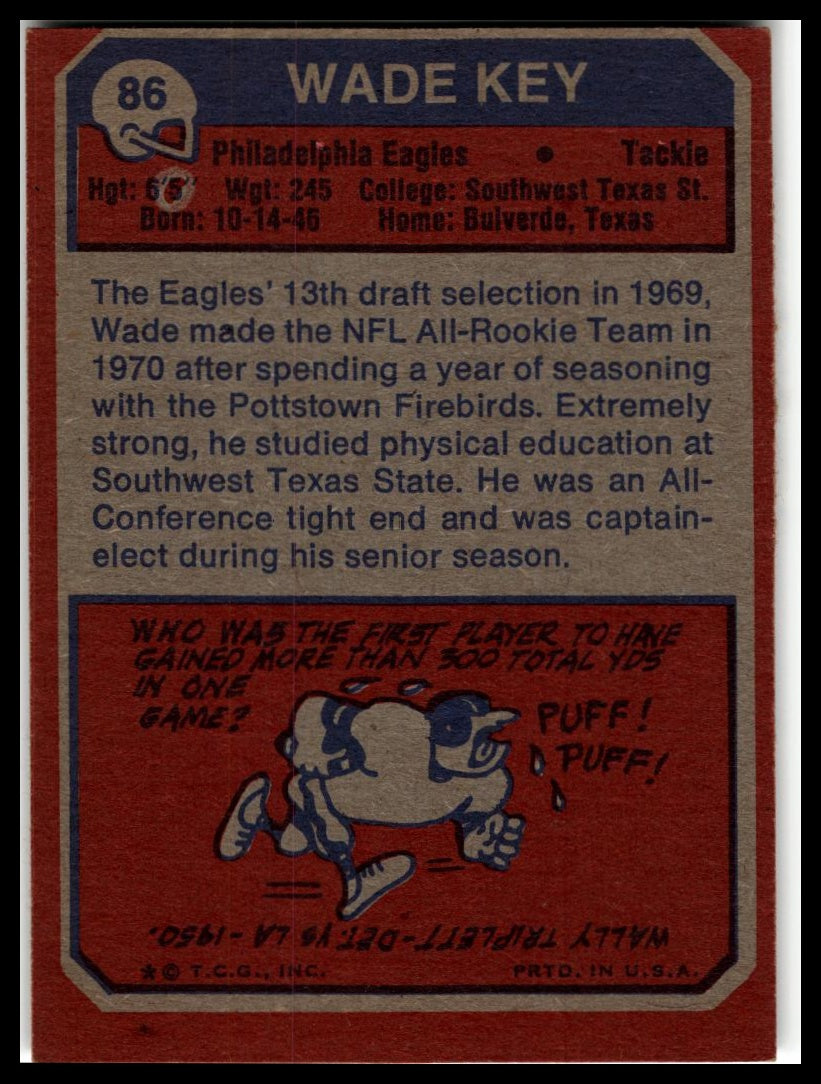 86
WADE KEY
Philadelphia Eagles • Tackle
Hgt: 6'5" Wgt: 245 College: Southwest Texas St.
Born: 10-14-46 Home: Bulverde, Texas
The Eagles' 13th draft selection in 1969,
Wade made the NFL All-Rookie Team in
1970 after spending a year of seasoning
with the Pottstown Firebirds. Extremely
strong, he studied physical education at
Southwest Texas State. He was an All-
Conference tight end and was captain-
elect during his senior season.
WHO WAS THE FIRST PLAYER TO HAVE
GAINED MORE THAN 300 TOTAL YDS
IN ONE
GAME?
PUFF!
PUFF!
WALLY TRIPLETT-DET. VS LA - 1950.
*© T.C.G., INC. PRTD. IN U.S.A.